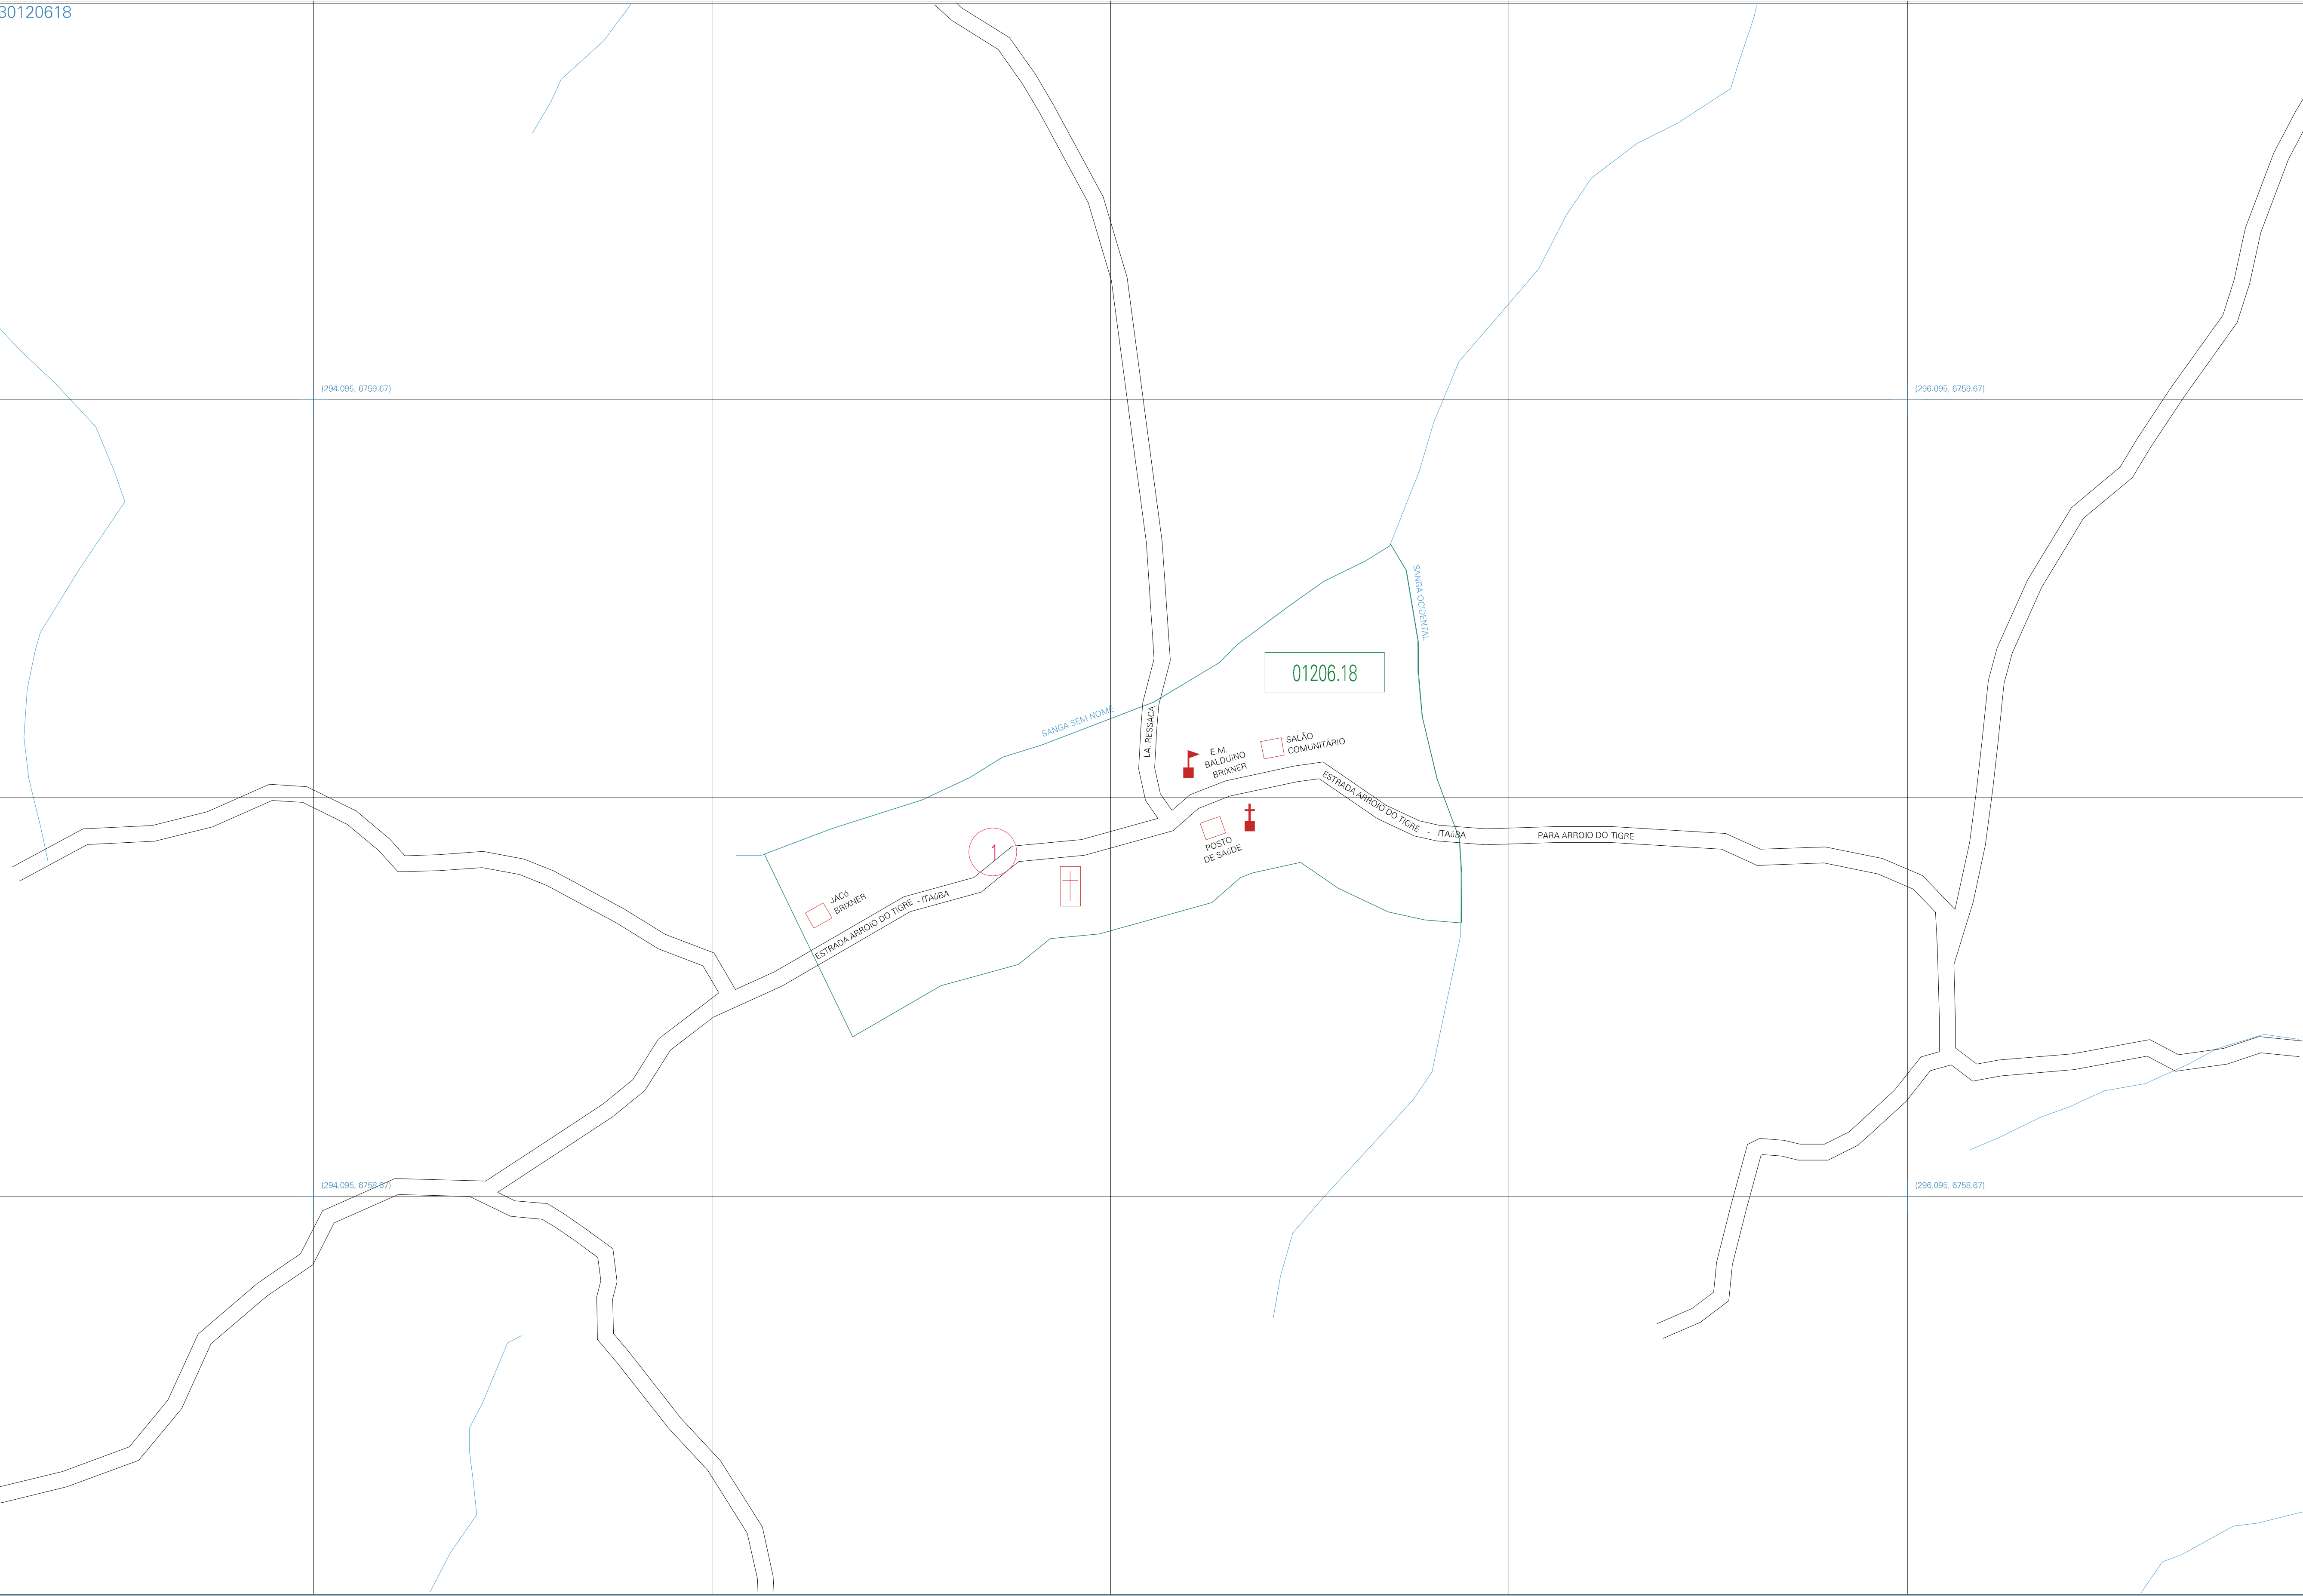 30120618
(294.095, 6759.67)
(296.095, 6759.67)
SANGA OCIDENTAL
01206.18
SANGA SEM NOME
LA. RESSACA
E.M.
BALDUíNO
BRIXNER
SALÃO
COMUNITÁRIO
ESTRADA ARROIO DO TIGRE - ITAúBA
PARA ARROIO DO TIGRE
POSTO
DE SAúDE
1
JACó
BRIXNER
ESTRADA ARROIO DO TIGRE - ITAúBA
(294.095, 6758.67)
(296.095, 6758.67)